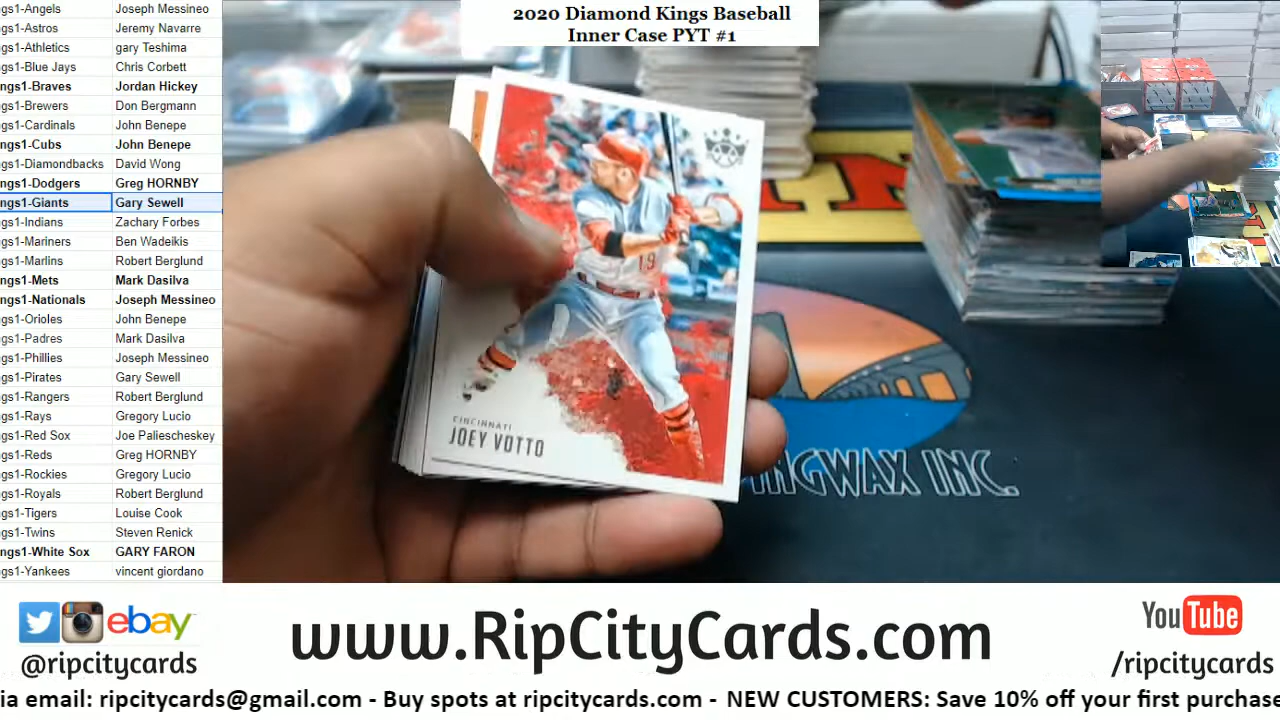 2020 Diamond Kings Baseball
Inner Case PYT #1
ngs1-Angels Joseph Messineo
gs1-Astros Jeremy Navarre
gs1-Athletics gary Teshima
gs1-Blue Jays Chris Corbett
ngs1-Braves Jordan Hickey
gs1-Brewers Don Bergmann
gs1-Cardinals John Benepe
ngs1-Cubs John Benepe
gs1-Diamondbacks David Wong
ngs1-Dodgers Greg HORNBY
ngs1-Giants Gary Sewell
gs1-Indians Zachary Forbes
gs1-Mariners Ben Wadeikis
gs1-Marlins Robert Berglund
ngs1-Mets Mark Dasilva
ngs1-Nationals Joseph Messineo
gs1-Orioles John Benepe
gs1-Padres Mark Dasilva
gs1-Phillies Joseph Messineo
gs1-Pirates Gary Sewell
gs1-Rangers Robert Berglund
gs1-Rays Gregory Lucio
gs1-Red Sox Joe Paliescheskey
gs1-Reds Greg HORNBY
gs1-Rockies Gregory Lucio
gs1-Royals Robert Berglund
gs1-Tigers Louise Cook
gs1-Twins Steven Renick
ngs1-White Sox GARY FARON
gs1-Yankees vincent giordano
19
CINCINNATI
JOEY VOTTO
INGWAX INC.
ebay
@ripcitycards
www.RipCityCards.com
YouTube
/ripcitycards
ia email: ripcitycards@gmail.com - Buy spots at ripcitycards.com - NEW CUSTOMERS: Save 10% off your first purchase